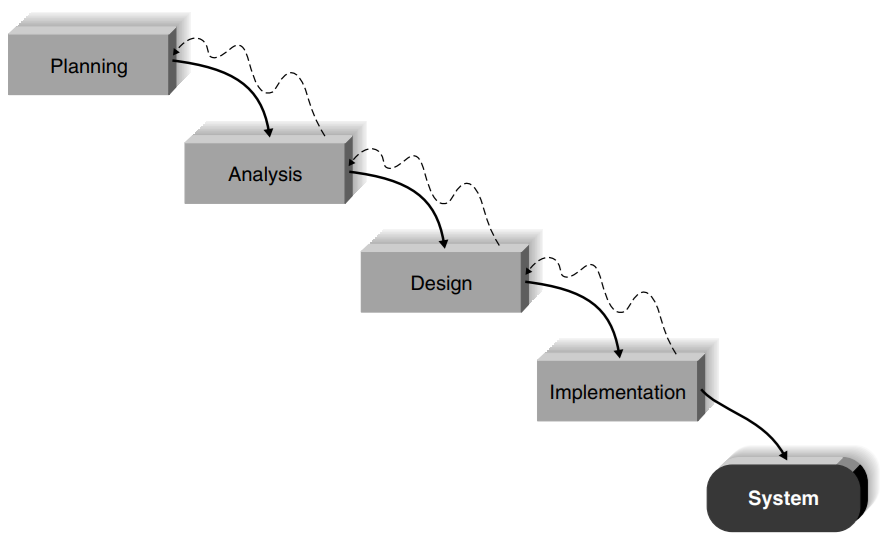 Planning
Analysis
Design
Implementation
System